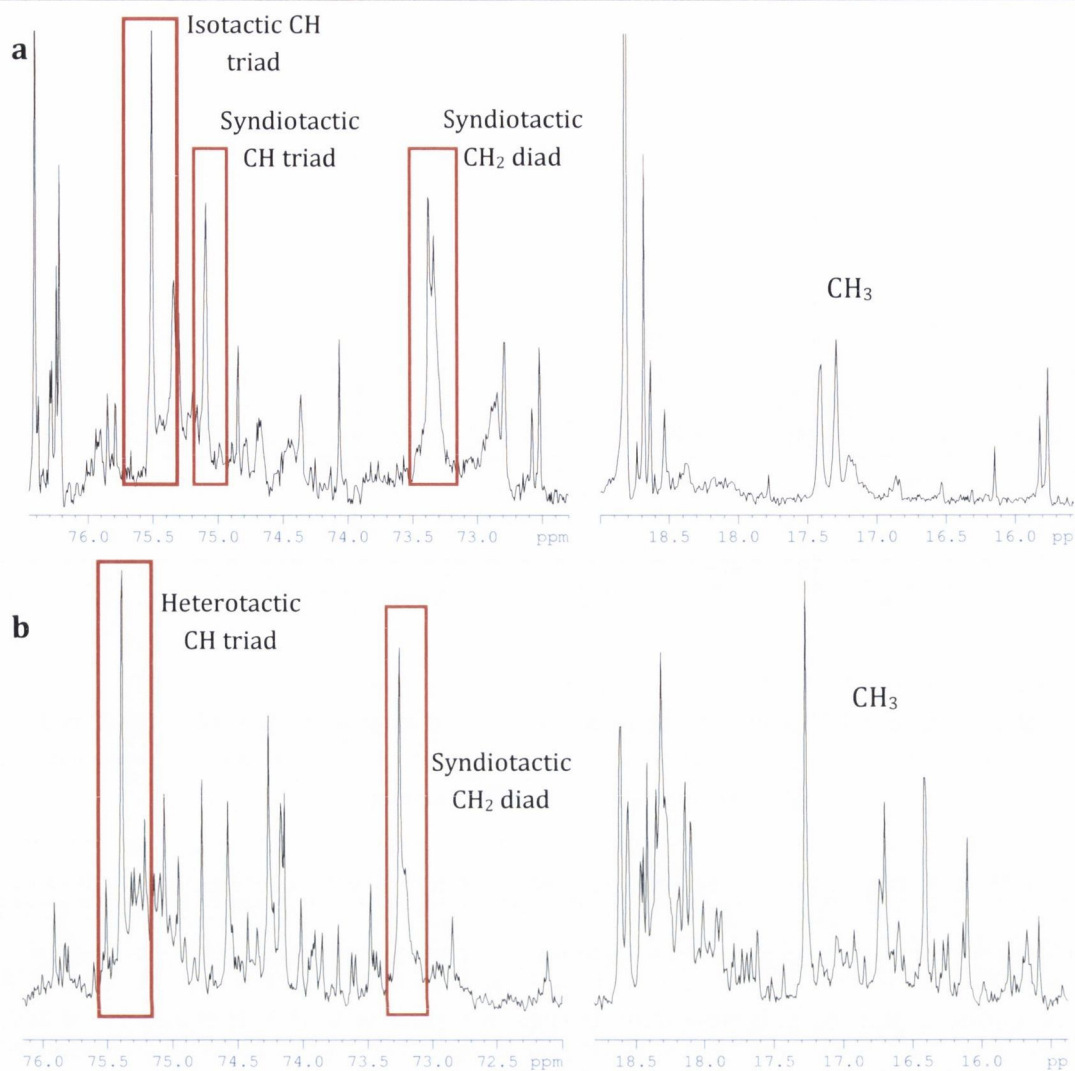 a
Isotactic CH
triad
Syndiotactic
CH triad
Syndiotactic
CH₂ diad
CH₃
76.0 75.5 75.0 74.5 74.0 73.5 73.0 ppm
18.5 18.0 17.5 17.0 16.5 16.0 pp
b
Heterotactic
CH triad
Syndiotactic
CH₂ diad
CH₃
76.0 75.5 75.0 74.5 74.0 73.5 73.0 72.5 ppm
18.5 18.0 17.5 17.0 16.5 16.0 pp